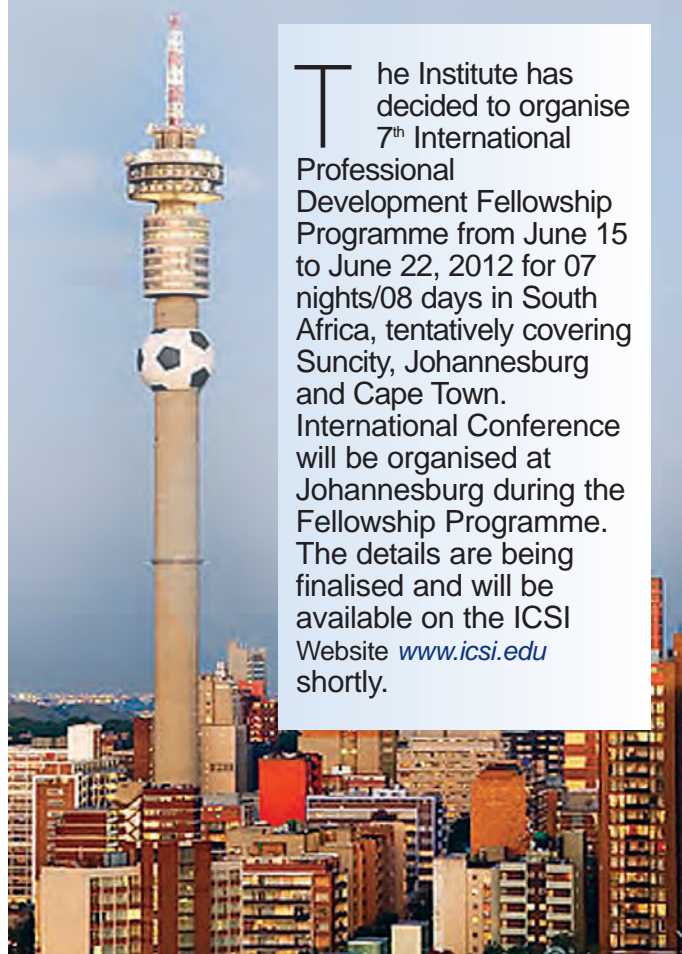 The Institute has
decided to organise
7th International
Professional
Development Fellowship
Programme from June 15
to June 22, 2012 for 07
nights/08 days in South
Africa, tentatively covering
Suncity, Johannesburg
and Cape Town.
International Conference
will be organised at
Johannesburg during the
Fellowship Programme.
The details are being
finalised and will be
available on the ICSI
Website www.icsi.edu
shortly.